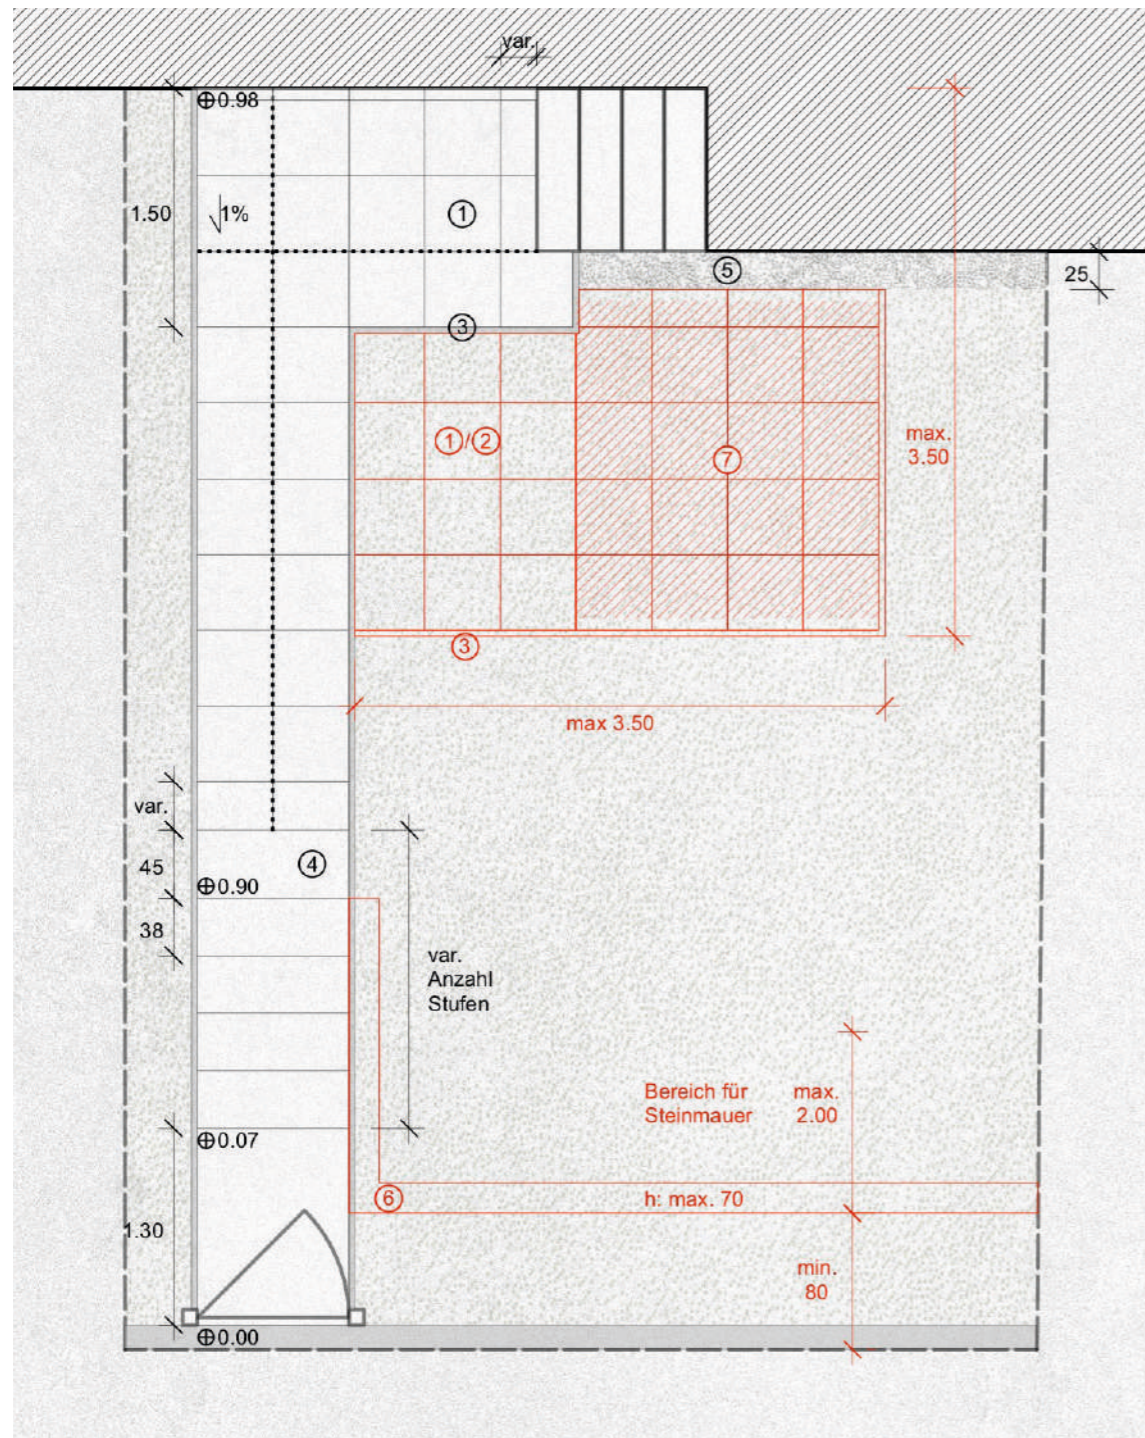 var.
0.98
1.50
1%
1
5
25
3
1/2
max.
3.50
7
3
max 3.50
var.
45
4
0.90
38
var.
Anzahl
Stufen
Bereich für
Steinmauer
max.
2.00
0.07
6
h: max. 70
1.30
min.
80
0.00